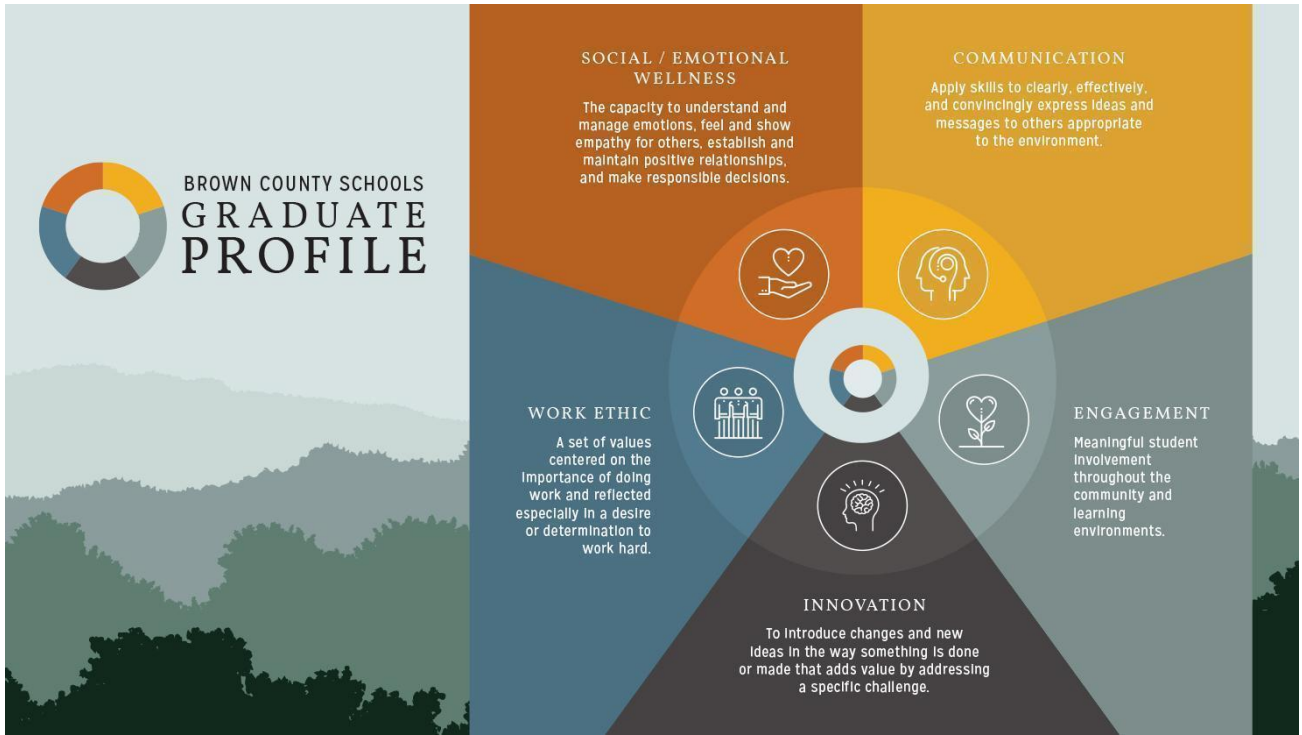 BROWN COUNTY SCHOOLS
GRADUATE
PROFILE
SOCIAL / EMOTIONAL
WELLNESS
The capacity to understand and
manage emotions, feel and show
empathy for others, establish and
maintain positive relationships,
and make responsible decisions.
COMMUNICATION
Apply skills to clearly, effectively,
and convincingly express ideas and
messages to others appropriate
to the environment.
WORK ETHIC
A set of values
centered on the
importance of doing
work and reflected
especially in a desire
or determination to
work hard.
ENGAGEMENT
Meaningful student
involvement
throughout the
community and
learning
environments.
INNOVATION
To introduce changes and new
ideas in the way something is done
or made that adds value by addressing
a specific challenge.